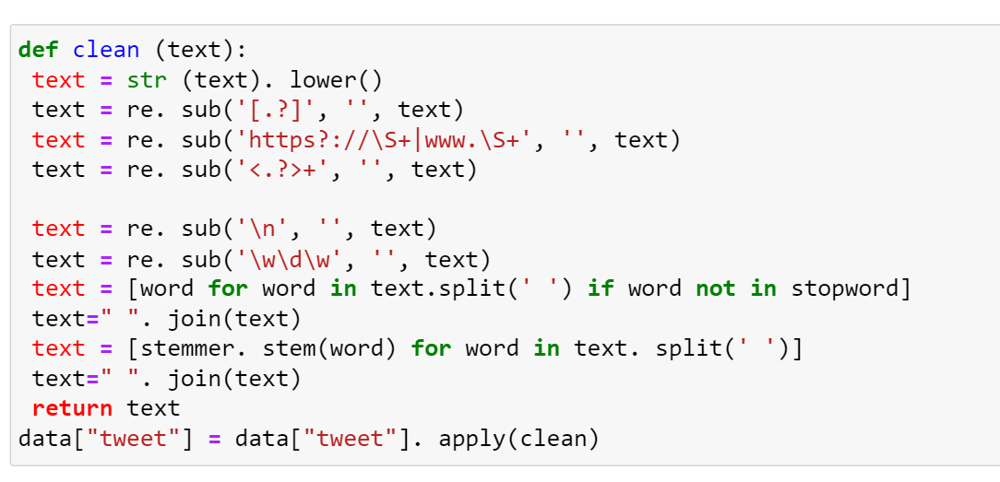 def clean (text):
 text = str (text). lower()
 text = re. sub('[.?]', '', text)
 text = re. sub('https?://\S+|www.\S+', '', text)
 text = re. sub('<.?>+', '', text)

 text = re. sub('\n', '', text)
 text = re. sub('\w\d\w', '', text)
 text = [word for word in text.split(' ') if word not in stopword]
 text=" ". join(text)
 text = [stemmer. stem(word) for word in text. split(' ')]
 text=" ". join(text)
 return text
data["tweet"] = data["tweet"]. apply(clean)